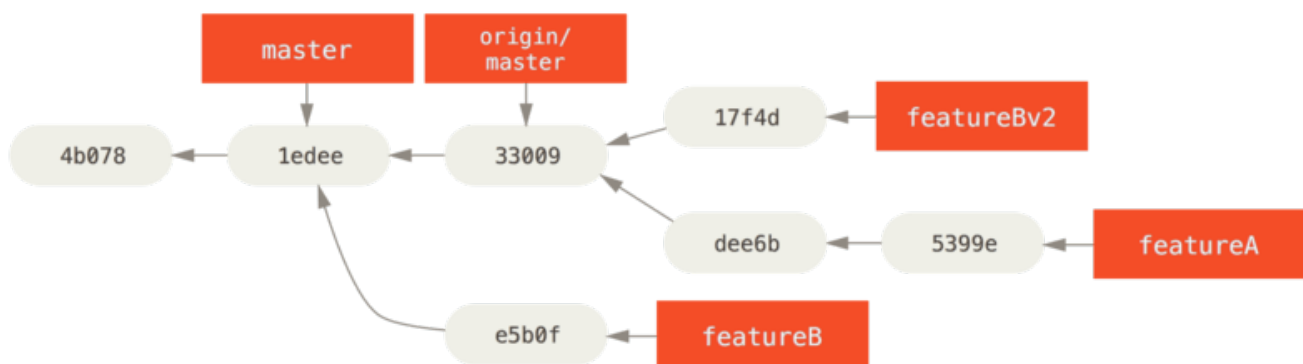 master
origin/
master
17f4d
featureBv2
4b078
1edee
33009
dee6b
5399e
featureA
e5b0f
featureB